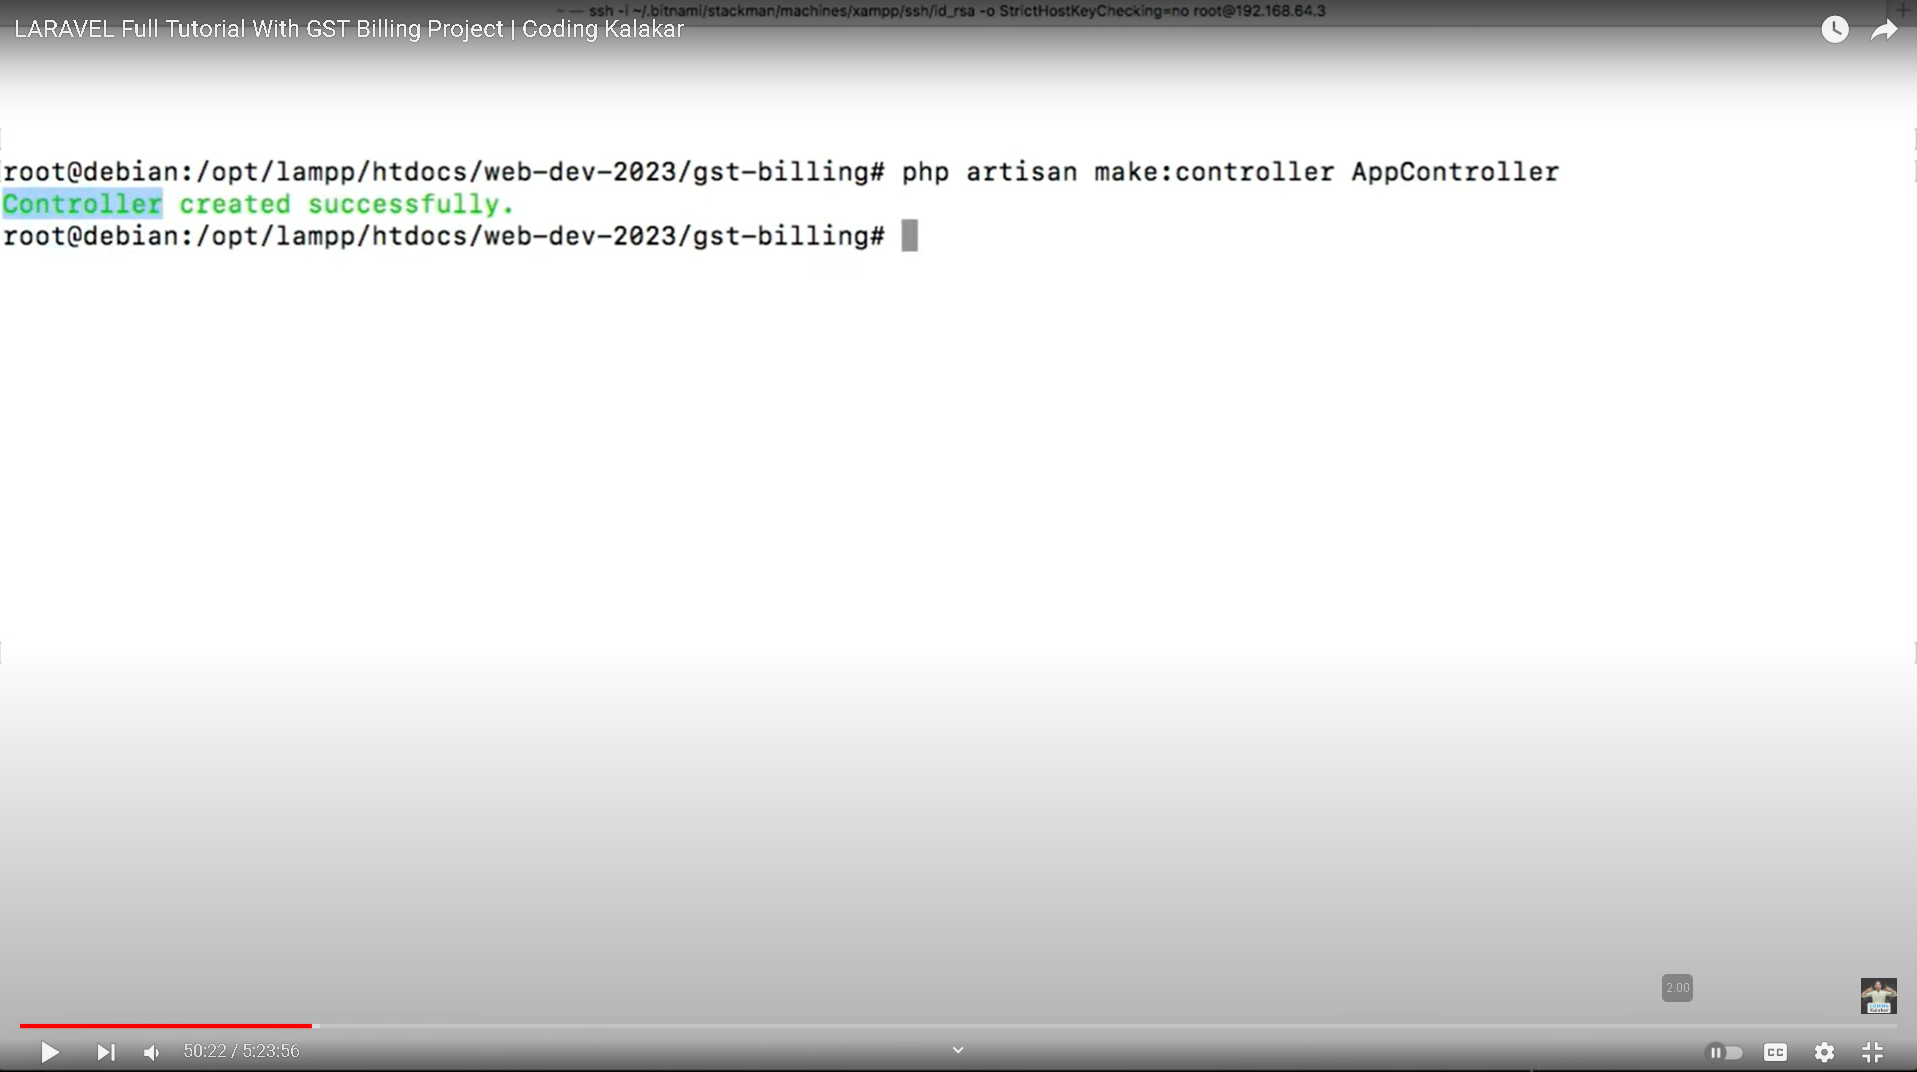 ~ — ssh -i ~/.bitnami/stackman/machines/xampp/ssh/id_rsa -o StrictHostKeyChecking=no root@192.168.64.3
LARAVEL Full Tutorial With GST Billing Project | Coding Kalakar
root@debian:/opt/lampp/htdocs/web-dev-2023/gst-billing# php artisan make:controller AppController
Controller created successfully.
root@debian:/opt/lampp/htdocs/web-dev-2023/gst-billing#
2.00
50:22 / 5:23:56
CC